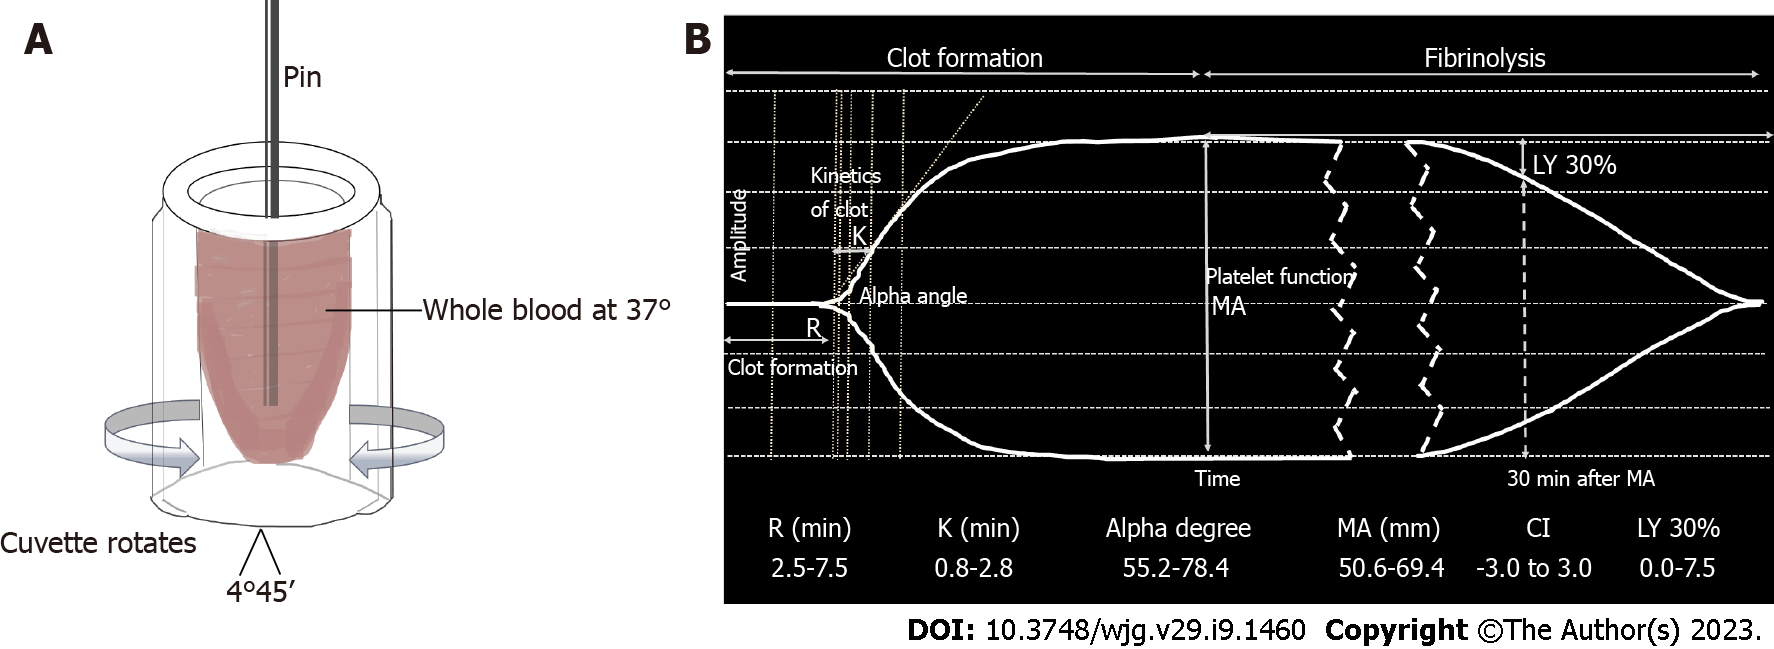 A
Pin
Whole blood at 37°
Cuvette rotates
4°45′
B
Clot formation
Fibrinolysis
LY 30%
Kinetics
of clot
K
Amplitude
Platelet function
MA
Alpha angle
R
Clot formation
Time
30 min after MA
R (min) K (min) Alpha degree MA (mm) CI LY 30%
2.5-7.5 0.8-2.8 55.2-78.4 50.6-69.4 -3.0 to 3.0 0.0-7.5
DOI: 10.3748/wjg.v29.i9.1460 Copyright ©The Author(s) 2023.